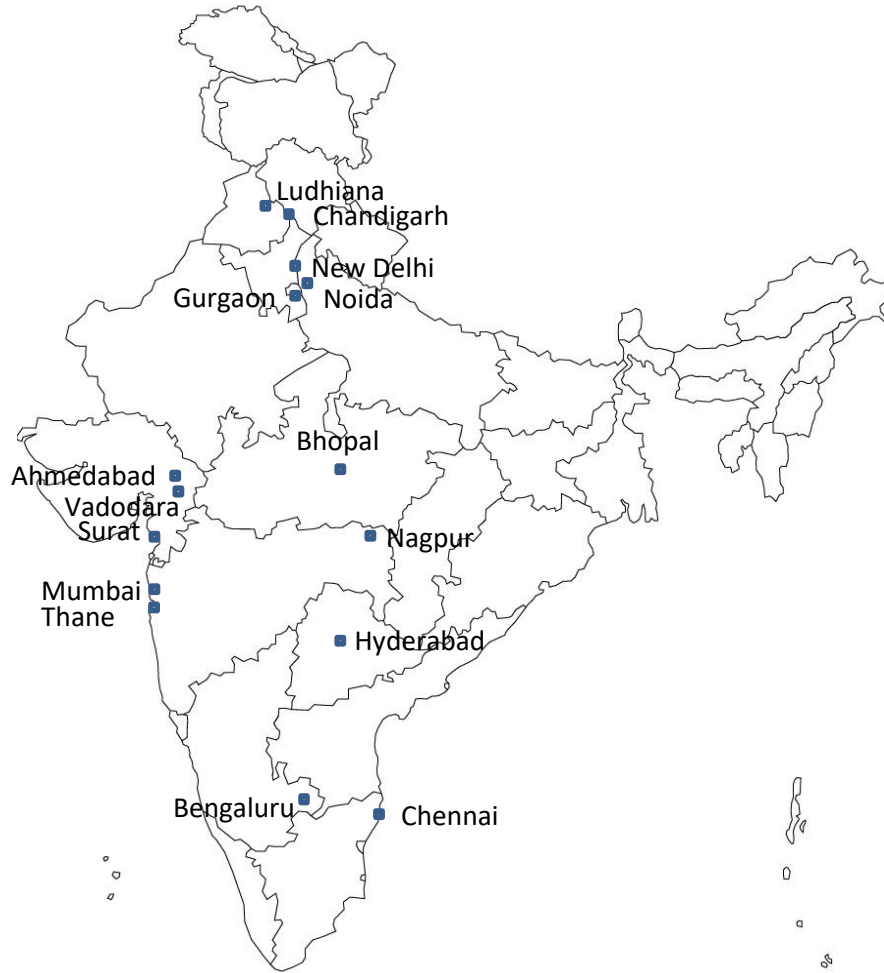 Ludhiana
Chandigarh
New Delhi
Gurgaon
Noida
Bhopal
Ahmedabad
Vadodara
Surat
Nagpur
Mumbai
Thane
Hyderabad
Bengaluru
Chennai